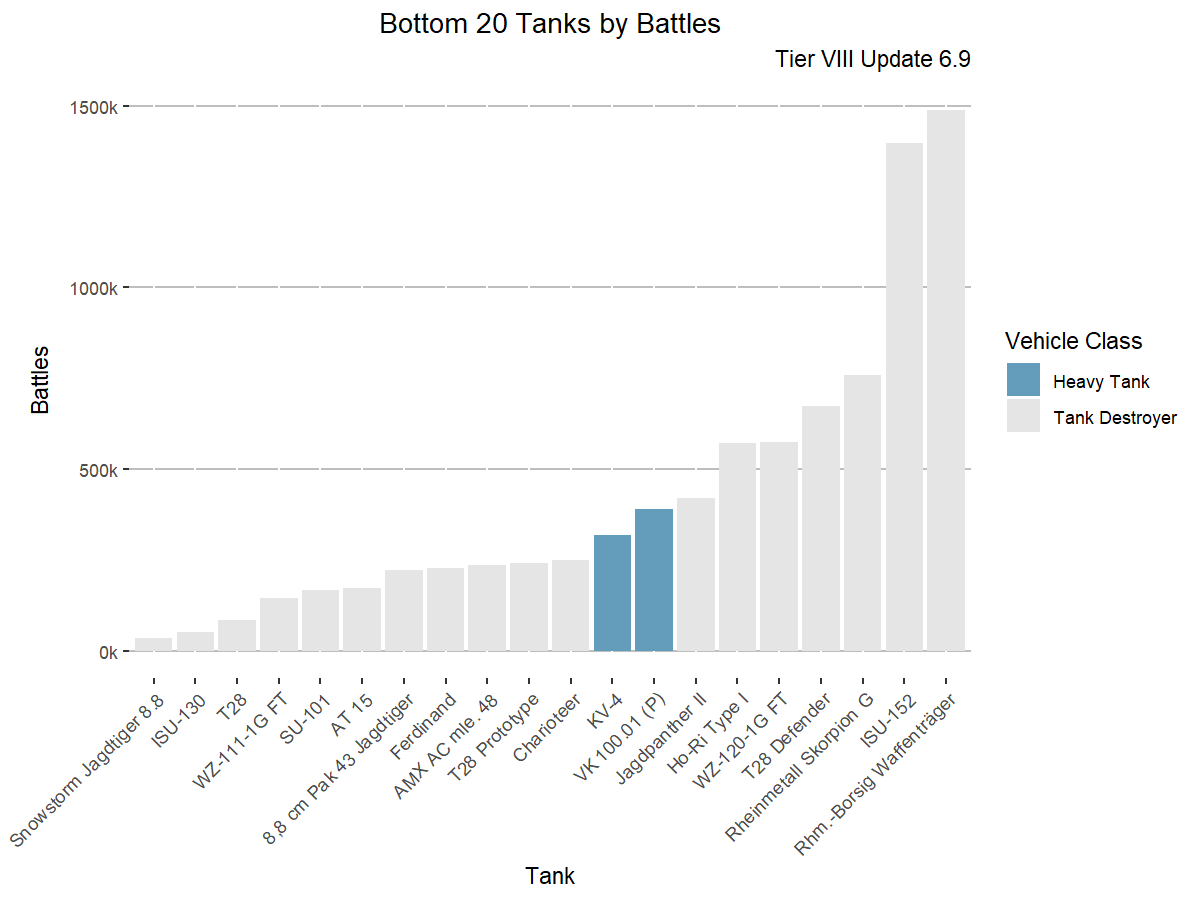 Bottom 20 Tanks by Battles
Tier VIII Update 6.9
1500k
1000k
500k
0k
Battles
Snowstorm Jagdtiger 8.8
ISU-130
T28
WZ-111-1G FT
SU-101
AT 15
8,8 cm Pak 43 Jagdtiger
Ferdinand
AMX AC mle. 48
T28 Prototype
Charioteer
KV-4
VK 100.01 (P)
Jagdpanther II
Ho-Ri Type I
WZ-120-1G FT
T28 Defender
Rheinmetall Skorpion G
ISU-152
Rhm.-Borsig Waffenträger
Tank
Vehicle Class
Heavy Tank
Tank Destroyer